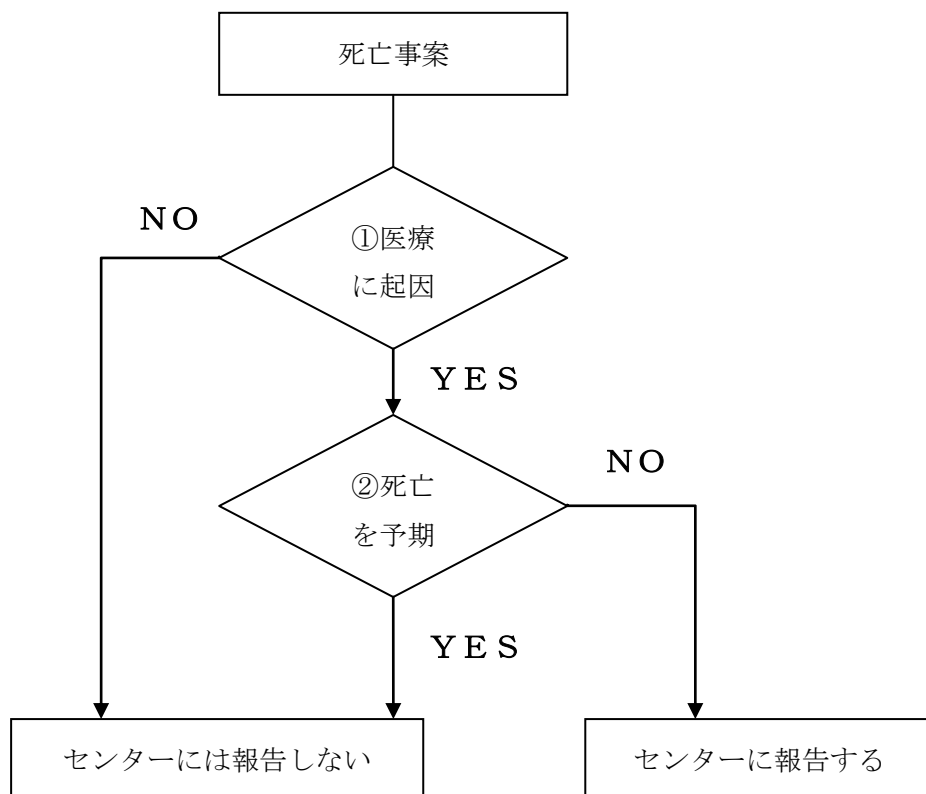 死亡事案
NO
①医療
に起因
YES
②死亡
を予期
NO
YES
センターには報告しない
センターに報告する